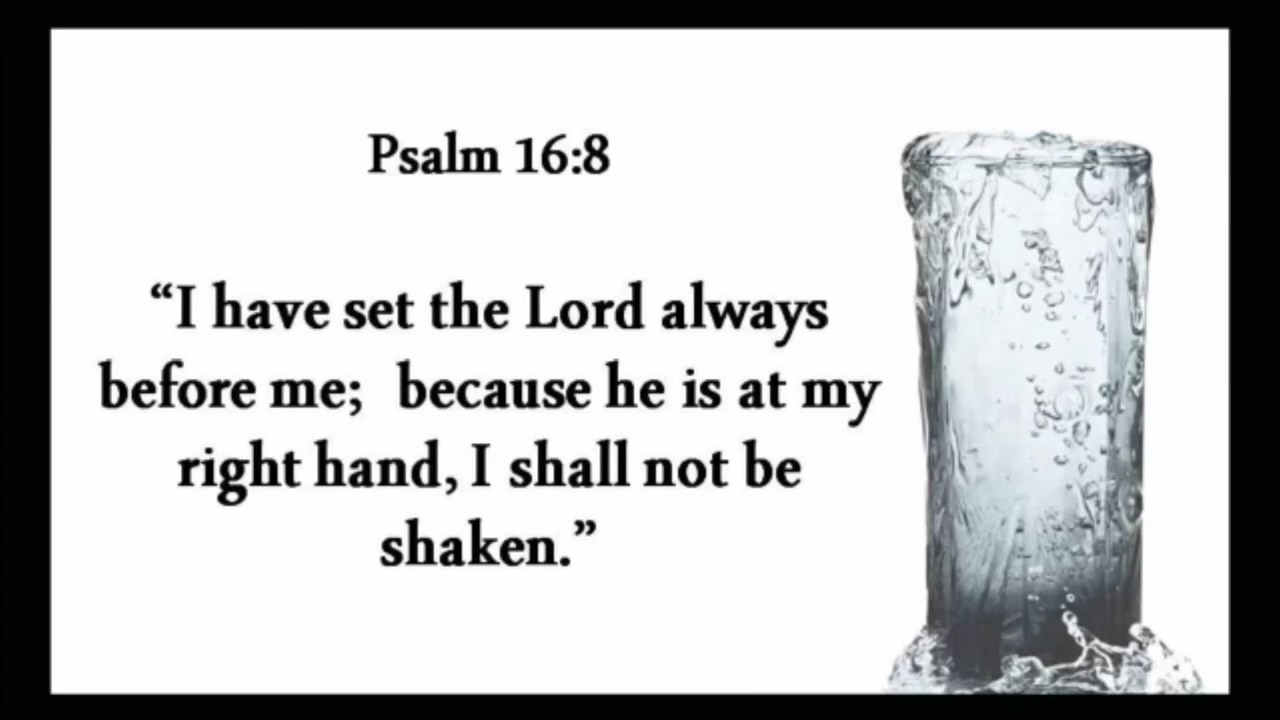 Psalm 16:8
“I have set the Lord always
before me;  because he is at my
right hand, I shall not be
shaken.”